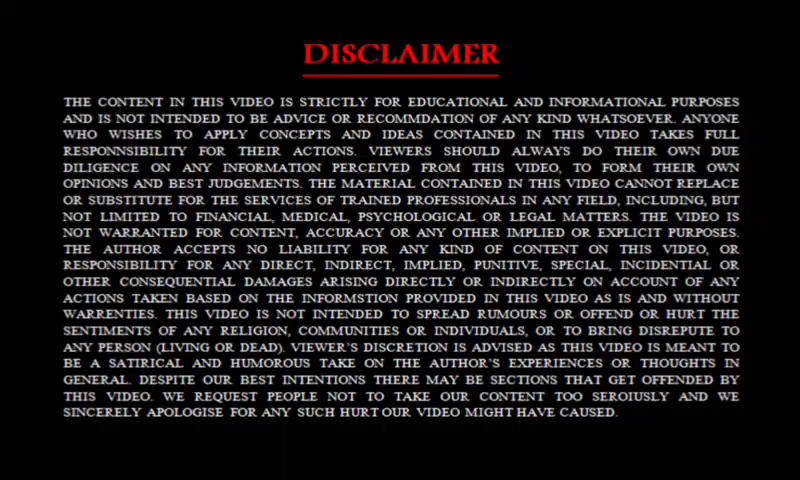 DISCLAIMER
THE CONTENT IN THIS VIDEO IS STRICTLY FOR EDUCATIONAL AND INFORMATIONAL PURPOSES
AND IS NOT INTENDED TO BE ADVICE OR RECOMMDATION OF ANY KIND WHATSOEVER. ANYONE
WHO WISHES TO APPLY CONCEPTS AND IDEAS CONTAINED IN THIS VIDEO TAKES FULL
RESPONNSIBILITY FOR THEIR ACTIONS. VIEWERS SHOULD ALWAYS DO THEIR OWN DUE
DILIGENCE ON ANY INFORMATION PERCEIVED FROM THIS VIDEO, TO FORM THEIR OWN
OPINIONS AND BEST JUDGEMENTS. THE MATERIAL CONTAINED IN THIS VIDEO CANNOT REPLACE
OR SUBSTITUTE FOR THE SERVICES OF TRAINED PROFESSIONALS IN ANY FIELD, INCLUDING, BUT
NOT LIMITED TO FINANCIAL, MEDICAL, PSYCHOLOGICAL OR LEGAL MATTERS. THE VIDEO IS
NOT WARRANTED FOR CONTENT, ACCURACY OR ANY OTHER IMPLIED OR EXPLICIT PURPOSES.
THE AUTHOR ACCEPTS NO LIABILITY FOR ANY KIND OF CONTENT ON THIS VIDEO, OR
RESPONSIBILITY FOR ANY DIRECT, INDIRECT, IMPLIED, PUNITIVE, SPECIAL, INCIDENTAL OR
OTHER CONSEQUENTIAL DAMAGES ARISING DIRECTLY OR INDIRECTLY ON ACCOUNT OF ANY
ACTIONS TAKEN BASED ON THE INFORMSTION PROVIDED IN THIS VIDEO AS IS AND WITHOUT
WARRENTIES. THIS VIDEO IS NOT INTENDED TO SPREAD RUMOURS OR OFFEND OR HURT THE
SENTIMENTS OF ANY RELIGION, COMMUNITIES OR INDIVIDUALS, OR TO BRING DISREPUTE TO
ANY PERSON (LIVING OR DEAD). VIEWER'S DISCRETION IS ADVISED AS THIS VIDEO IS MEANT TO
BE A SATIRICAL AND HUMOROUS TAKE ON THE AUTHOR'S EXPERIENCES OR THOUGHTS IN
GENERAL. DESPITE OUR BEST INTENTIONS THERE MAY BE SECTIONS THAT GET OFFENDED BY
THIS VIDEO. WE REQUEST PEOPLE NOT TO TAKE OUR CONTENT TOO SEROIUSLY AND WE
SINCERELY APOLOGISE FOR ANY SUCH HURT OUR VIDEO MIGHT HAVE CAUSED.